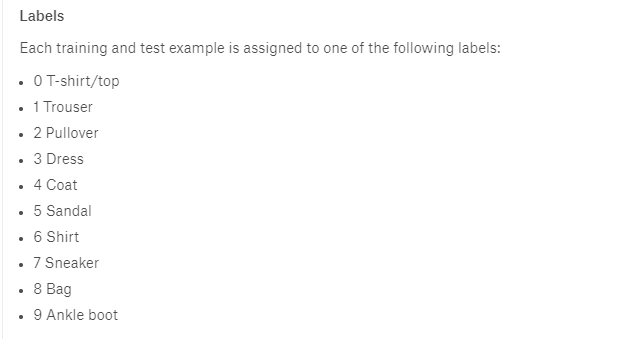 Labels
Each training and test example is assigned to one of the following labels:
• 0 T-shirt/top
• 1 Trouser
• 2 Pullover
• 3 Dress
• 4 Coat
• 5 Sandal
• 6 Shirt
• 7 Sneaker
• 8 Bag
• 9 Ankle boot